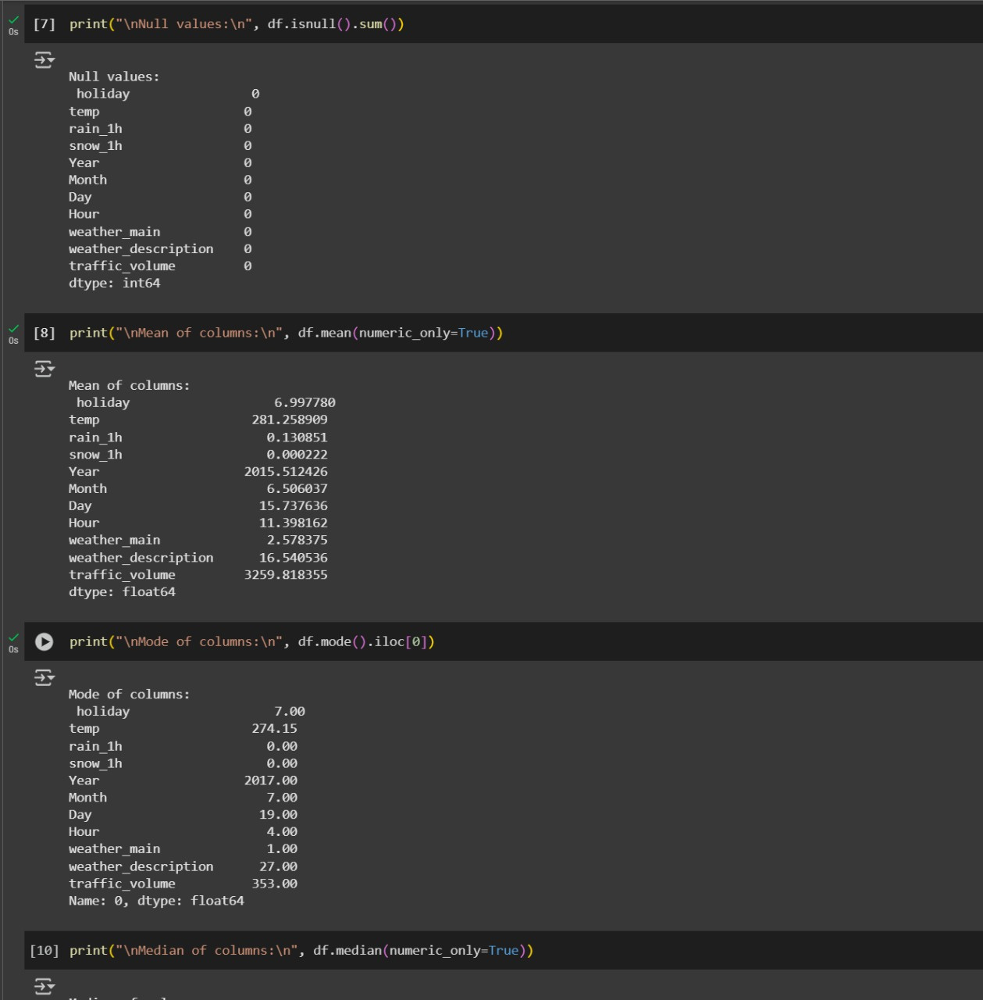 0s [7] print("\nNull values:\n", df.isnull().sum())
Null values:
holiday 0
temp 0
rain_1h 0
snow_1h 0
Year 0
Month 0
Day 0
Hour 0
weather_main 0
weather_description 0
traffic_volume 0
dtype: int64
0s [8] print("\nMean of columns:\n", df.mean(numeric_only=True))
Mean of columns:
holiday 6.997780
temp 281.258909
rain_1h 0.130851
snow_1h 0.000222
Year 2015.512426
Month 6.506037
Day 15.737636
Hour 11.398162
weather_main 2.578375
weather_description 16.540536
traffic_volume 3259.818355
dtype: float64
0s print("\nMode of columns:\n", df.mode().iloc[0])
Mode of columns:
holiday 7.00
temp 274.15
rain_1h 0.00
snow_1h 0.00
Year 2017.00
Month 7.00
Day 19.00
Hour 4.00
weather_main 1.00
weather_description 27.00
traffic_volume 353.00
Name: 0, dtype: float64
[10] print("\nMedian of columns:\n", df.median(numeric_only=True))